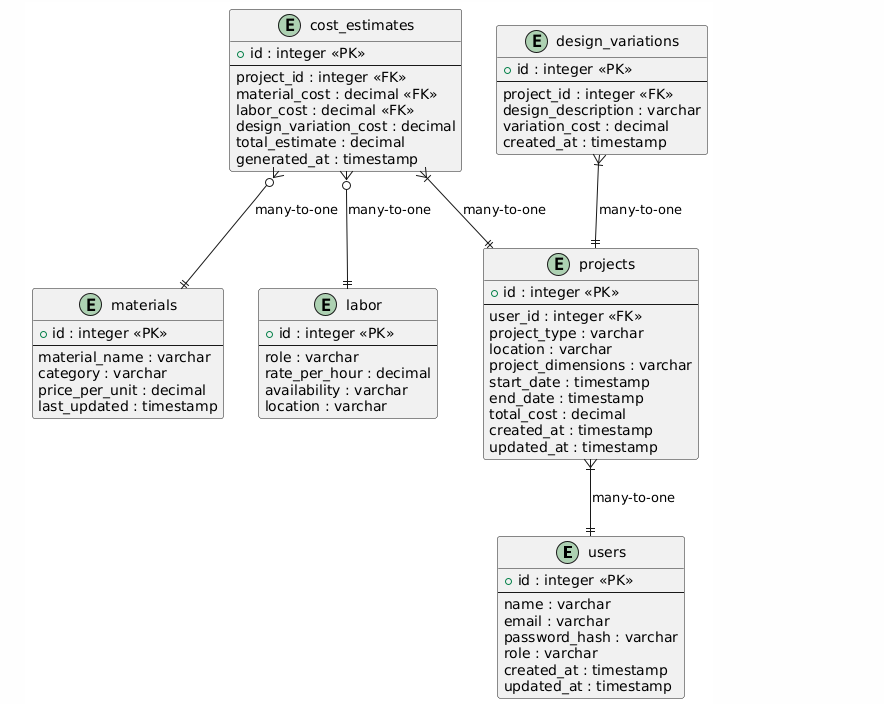 E cost_estimates
id : integer «PK»
project_id : integer «FK»
material_cost : decimal «FK»
labor_cost : decimal «FK»
design_variation_cost : decimal
total_estimate : decimal
generated_at : timestamp
E design_variations
id : integer «PK»
project_id : integer «FK»
design_description : varchar
variation_cost : decimal
created_at : timestamp
many-to-one
many-to-one
many-to-one
many-to-one
E materials
id : integer «PK»
material_name : varchar
category : varchar
price_per_unit : decimal
last_updated : timestamp
E labor
id : integer «PK»
role : varchar
rate_per_hour : decimal
availability : varchar
location : varchar
E projects
id : integer «PK»
user_id : integer «FK»
project_type : varchar
location : varchar
project_dimensions : varchar
start_date : timestamp
end_date : timestamp
total_cost : decimal
created_at : timestamp
updated_at : timestamp
many-to-one
E users
id : integer «PK»
name : varchar
email : varchar
password_hash : varchar
role : varchar
created_at : timestamp
updated_at : timestamp